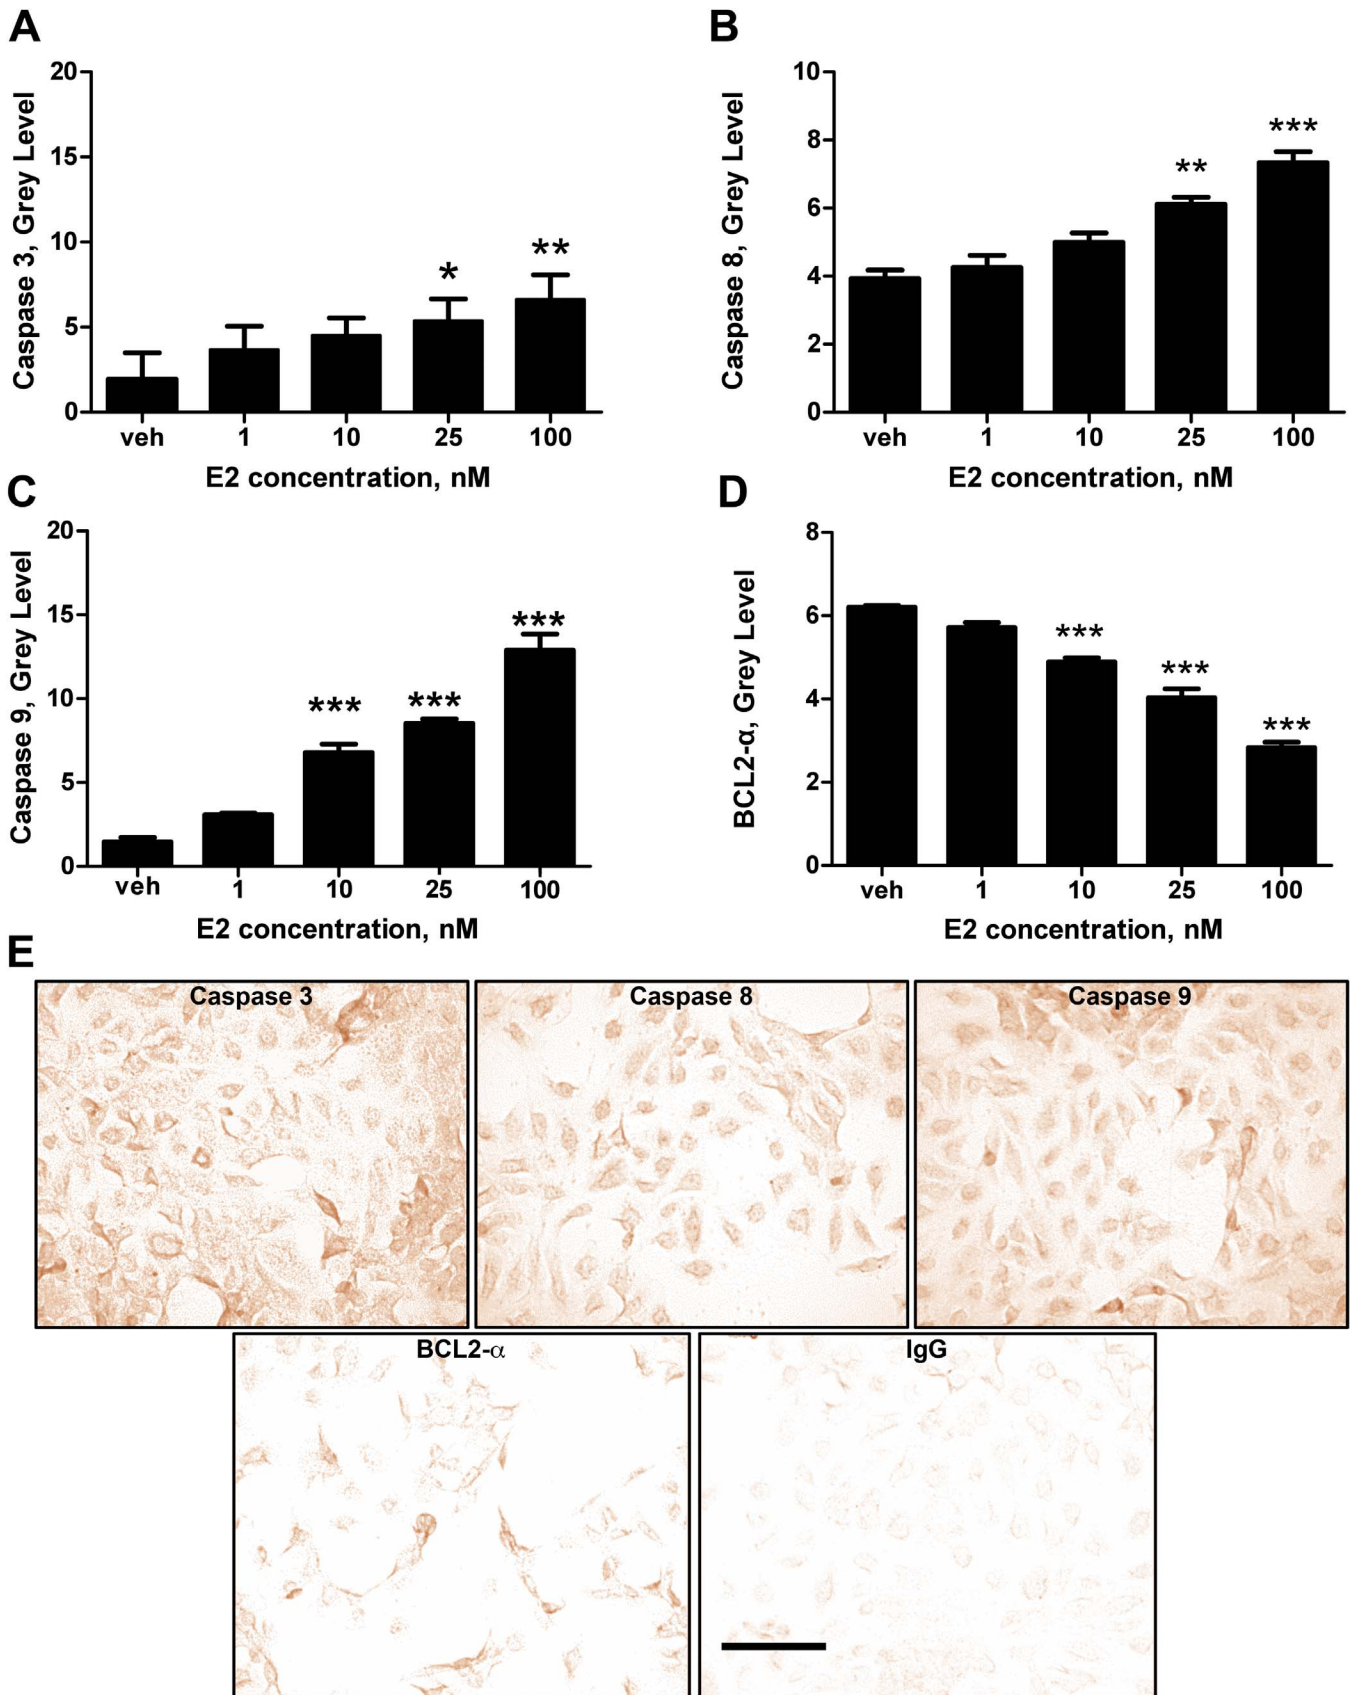 A
Caspase 3, Grey Level
20
15
10
5
0
*
**
veh 1 10 25 100
E2 concentration, nM
B
Caspase 8, Grey Level
10
8
6
4
2
0
**
***
veh 1 10 25 100
E2 concentration, nM
C
Caspase 9, Grey Level
20
15
10
5
0
***
***
***
veh 1 10 25 100
E2 concentration, nM
D
BCL2-α, Grey Level
8
6
4
2
0
***
***
***
veh 1 10 25 100
E2 concentration, nM
E
Caspase 3
Caspase 8
Caspase 9
BCL2-α
IgG